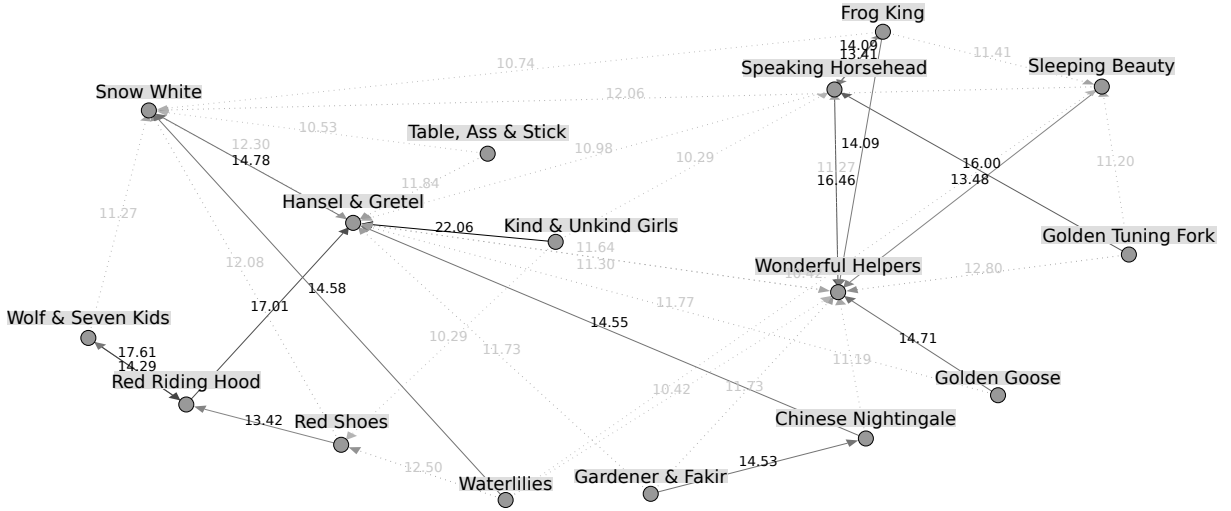 Frog King
14.09
13.41
11.41
10.74
Speaking Horsehead
Sleeping Beauty
Snow White
12.06
10.53
Table, Ass & Stick
12.30
14.78
10.98
10.29
14.09
11.27
16.46
16.00
13.48
11.20
11.84
Hansel & Gretel
11.27
22.06
Kind & Unkind Girls
Golden Tuning Fork
11.64
11.30
12.08
Wonderful Helpers
12.80
14.58
17.01
11.77
Wolf & Seven Kids
14.55
14.71
17.61
14.29
10.29
11.73
11.19
Red Riding Hood
10.42
11.73
Golden Goose
13.42
Red Shoes
Chinese Nightingale
12.50
14.53
Waterlilies
Gardener & Fakir